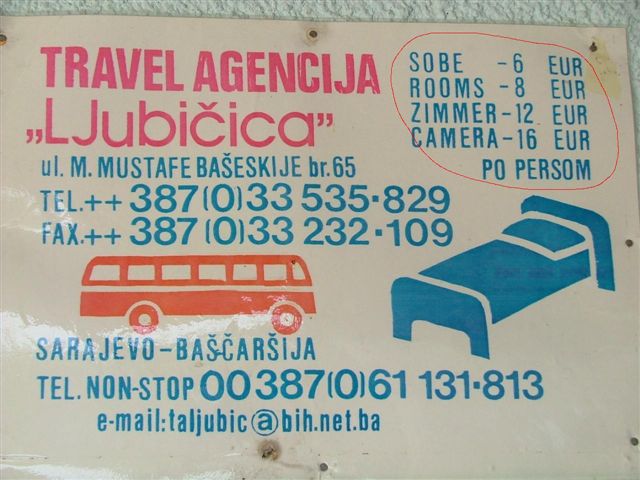 TRAVEL AGENCIJA
„LJubičica”
ul. M. MUSTAFE BAŠESKIJE br.65
TEL.++ 387(0)33 535·829
FAX.++ 387(0)33 232·109
SOBE - 6 EUR
ROOMS - 8 EUR
ZIMMER - 12 EUR
CAMERA - 16 EUR
PO PERSOM
SARAJEVO-BAŠČARŠIJA
TEL. NON-STOP 00387(0)61 131·813
e-mail:taljubic@bih.net.ba